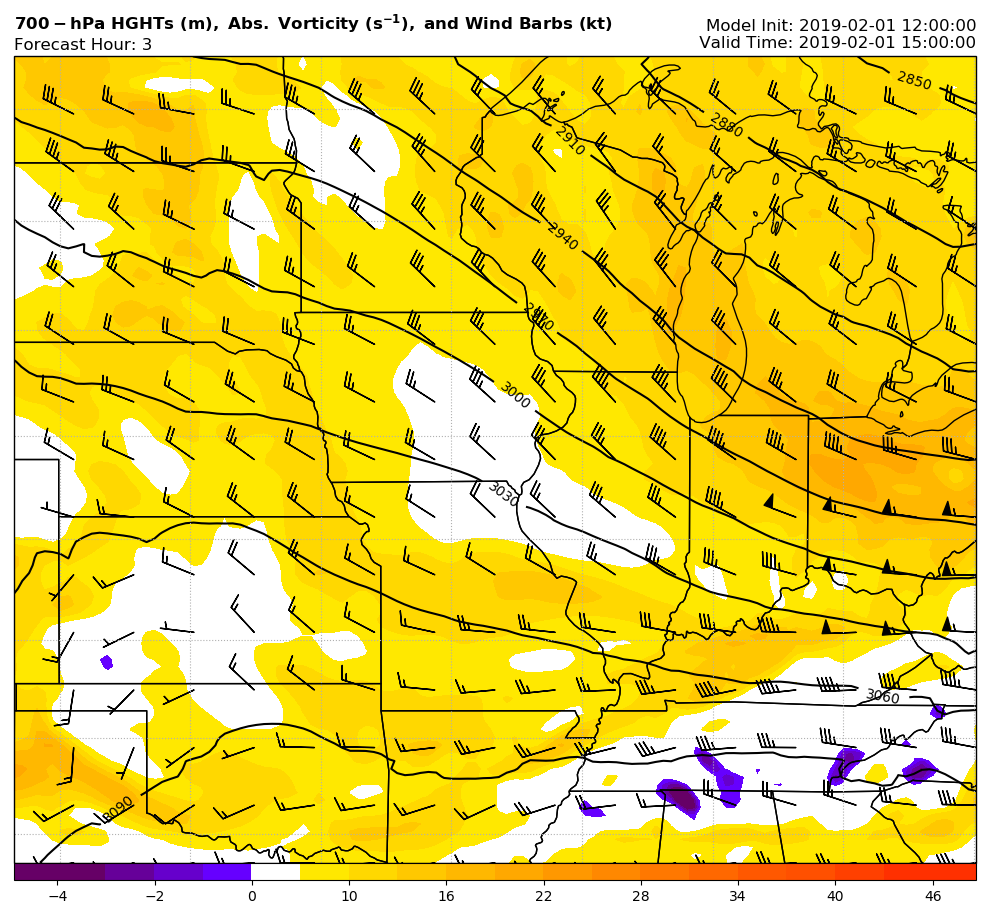 700−hPa HGHTs (m), Abs. Vorticity (s⁻¹), and Wind Barbs (kt)
Model Init: 2019-02-01 12:00:00
Forecast Hour: 3
Valid Time: 2019-02-01 15:00:00
2850
2880
2910
2940
2970
3000
3030
3060
3090
−4 −2 0 10 16 22 28 34 40 46